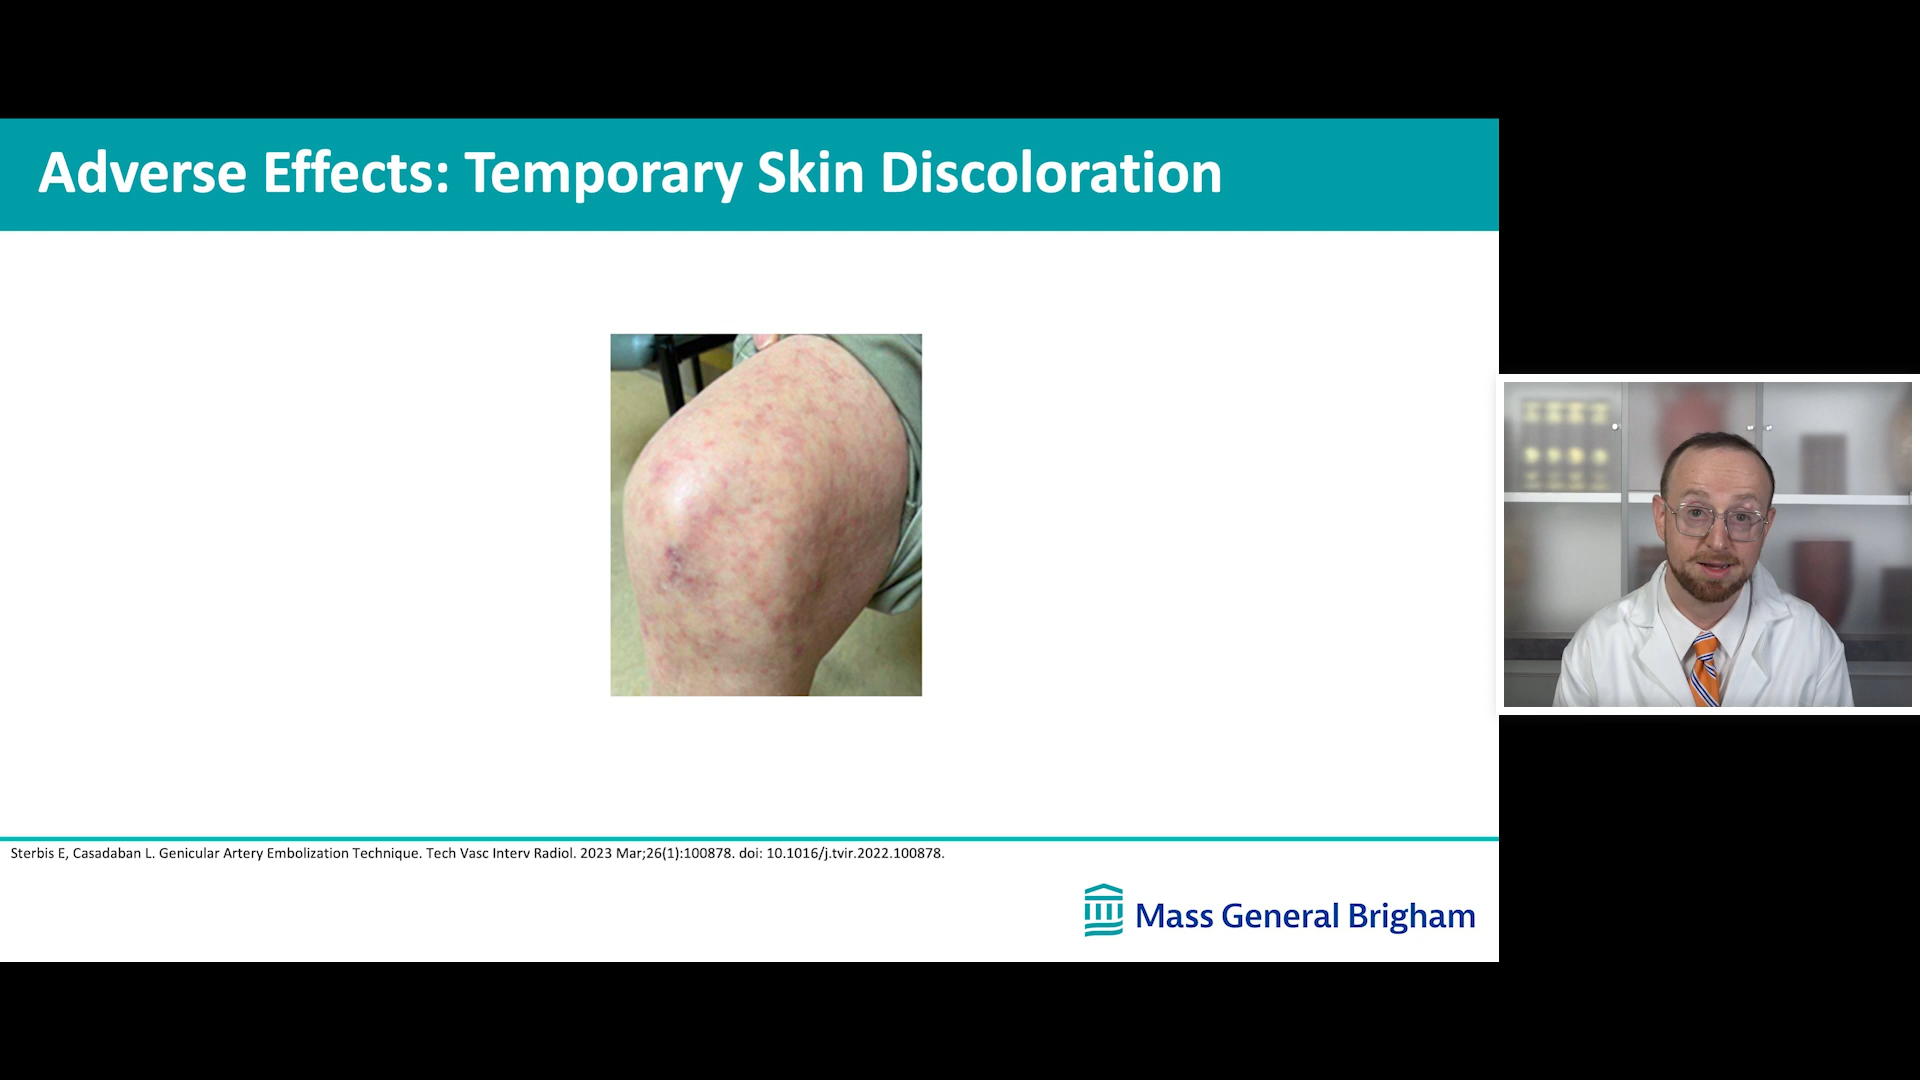 Adverse Effects: Temporary Skin Discoloration
Sterbis E, Casadaban L. Genicular Artery Embolization Technique. Tech Vasc Interv Radiol. 2023 Mar;26(1):100878. doi: 10.1016/j.tvir.2022.100878.
Mass General Brigham